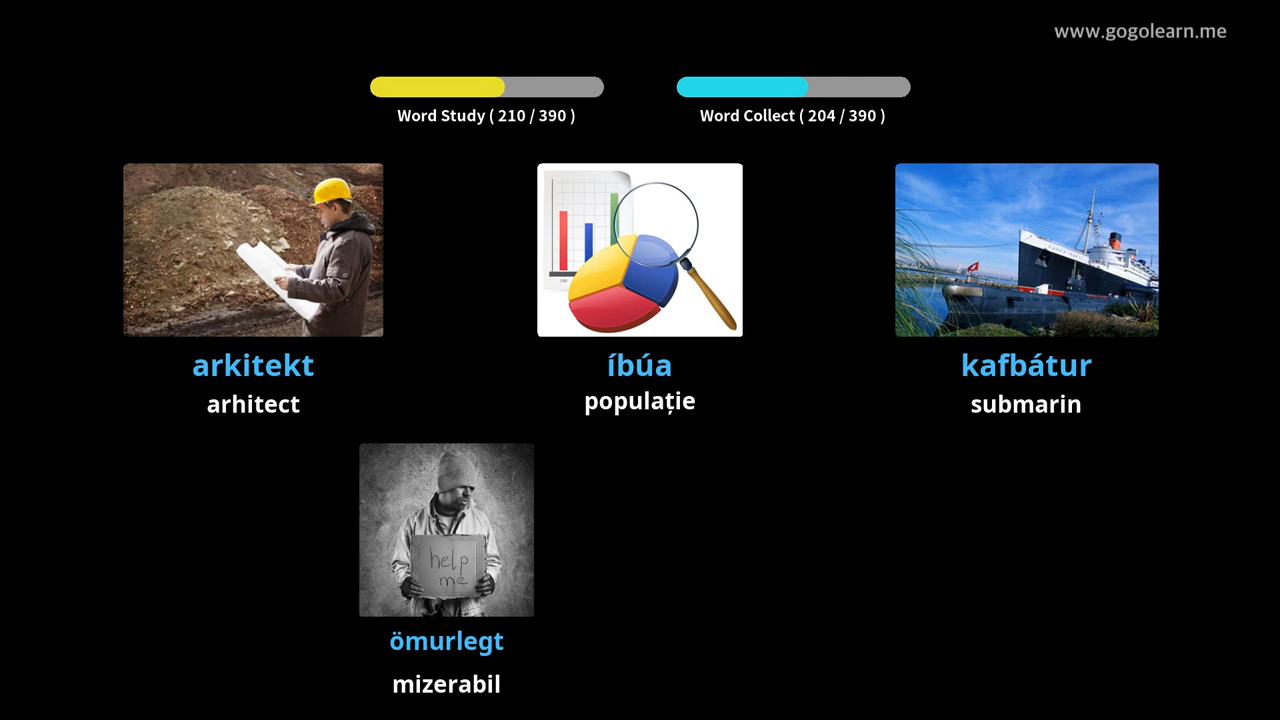 www.gogolearn.me
Word Study ( 210 / 390 )
Word Collect ( 204 / 390 )
arkitekt
arhitect
100
íbúa
populație
kafbátur
submarin
help
me
ömurlegt
mizerabil